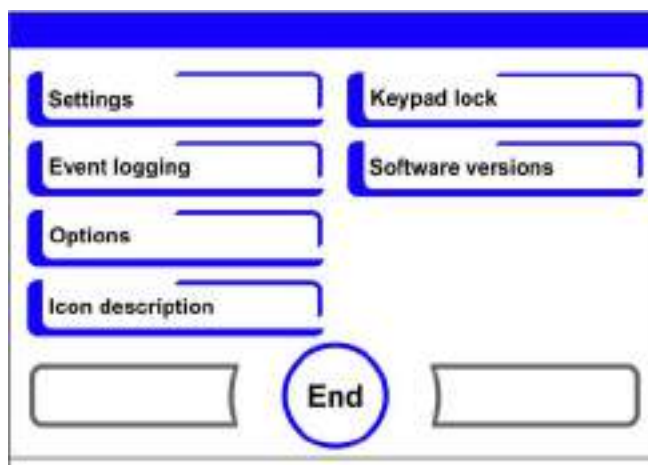 Settings
Keypad lock
Event logging
Software versions
Options
Icon description
End